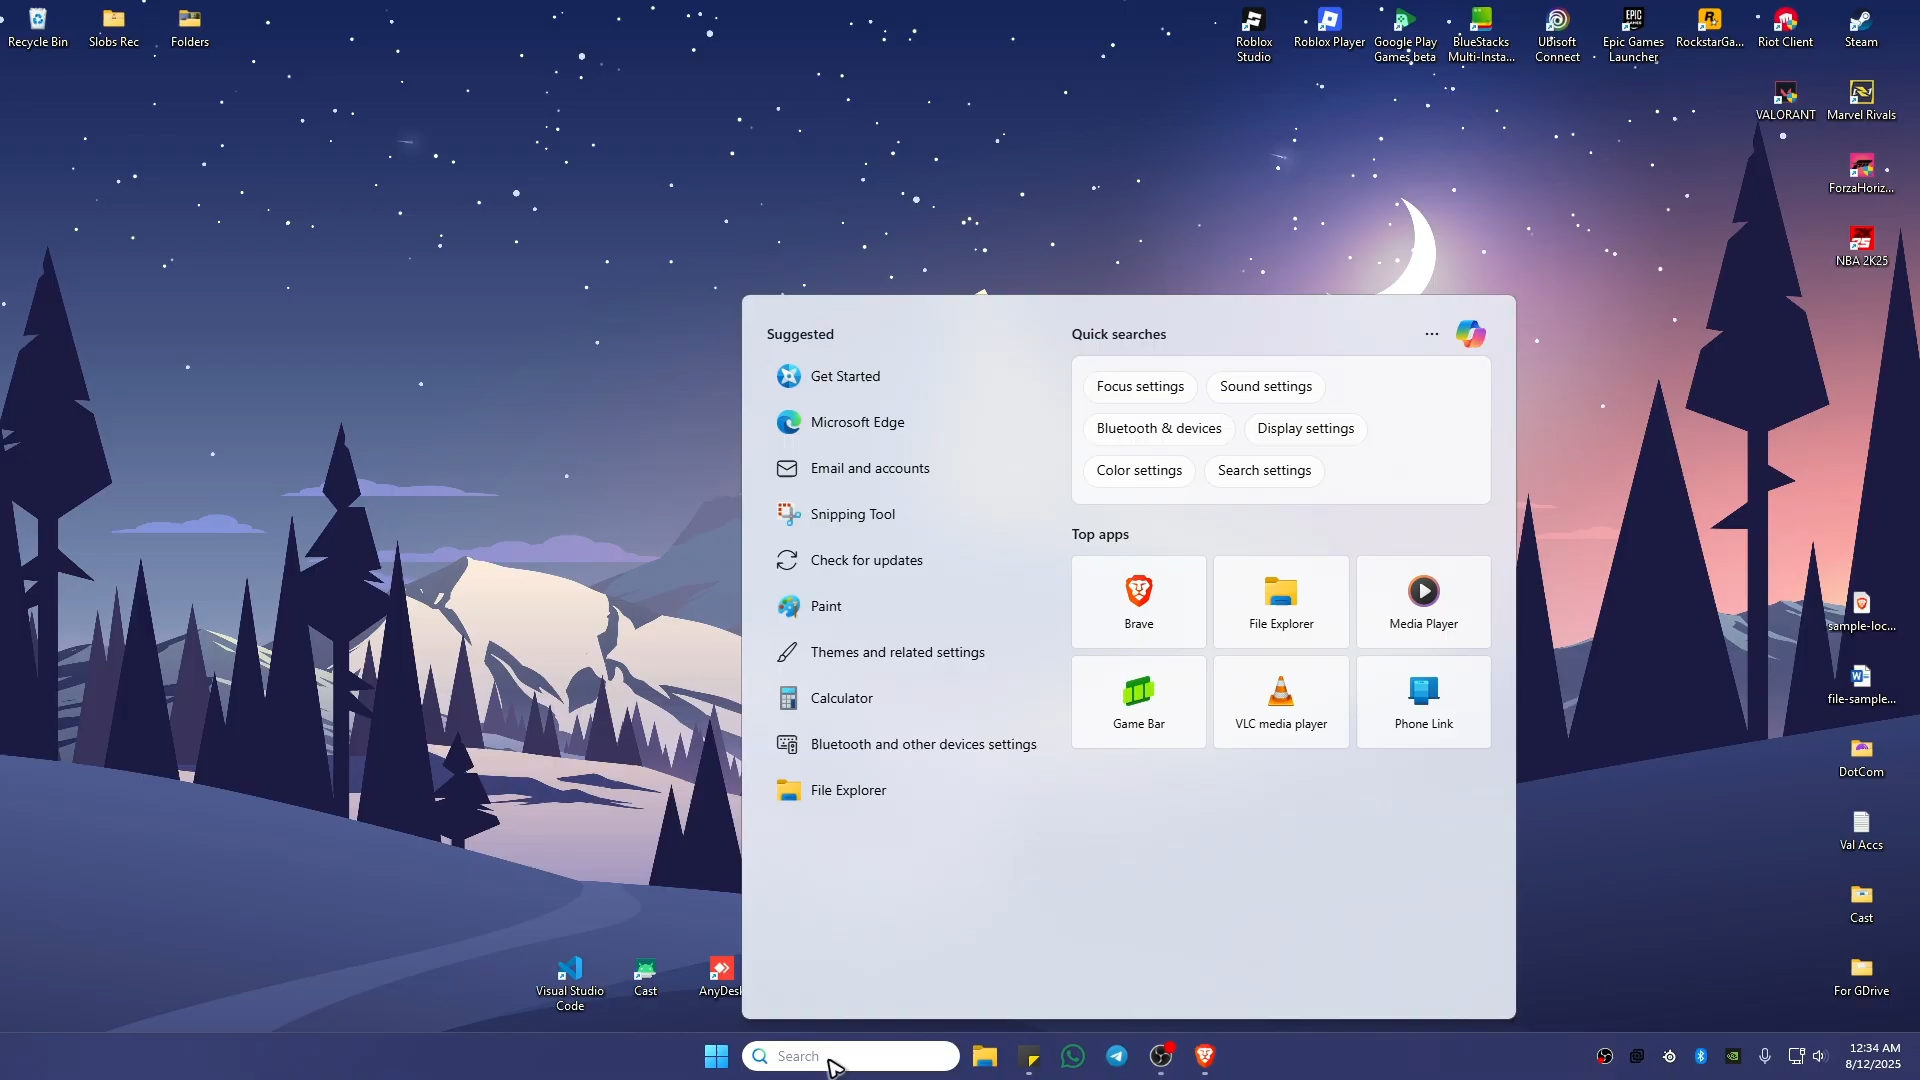 Recycle Bin
Slobs Rec
Folders
Roblox Studio
Roblox Player
Google Play Games beta
BlueStacks Multi-Insta...
Ubisoft Connect
Epic Games Launcher
RockstarGa...
Riot Client
Steam
VALORANT
Marvel Rivals
ForzaHoriz...
NBA 2K25
Suggested
Get Started
Microsoft Edge
Email and accounts
Snipping Tool
Check for updates
Paint
Themes and related settings
Calculator
Bluetooth and other devices settings
File Explorer
Quick searches
Focus settings
Sound settings
Bluetooth & devices
Display settings
Color settings
Search settings
Top apps
Brave
File Explorer
Media Player
Game Bar
VLC media player
Phone Link
sample-loc...
file-sample...
DotCom
Val Accs
Cast
For GDrive
Visual Studio Code
Cast
AnyDesk
Search
12:34 AM
8/12/2025